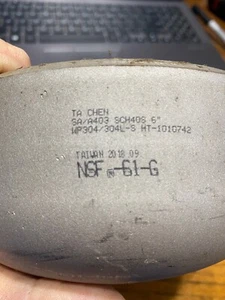 TA CHEN
SA/A403 SCH40S 6"
WP304/304L-S HT-1010742
TAIWAN 2018.09
NSF®-61-G